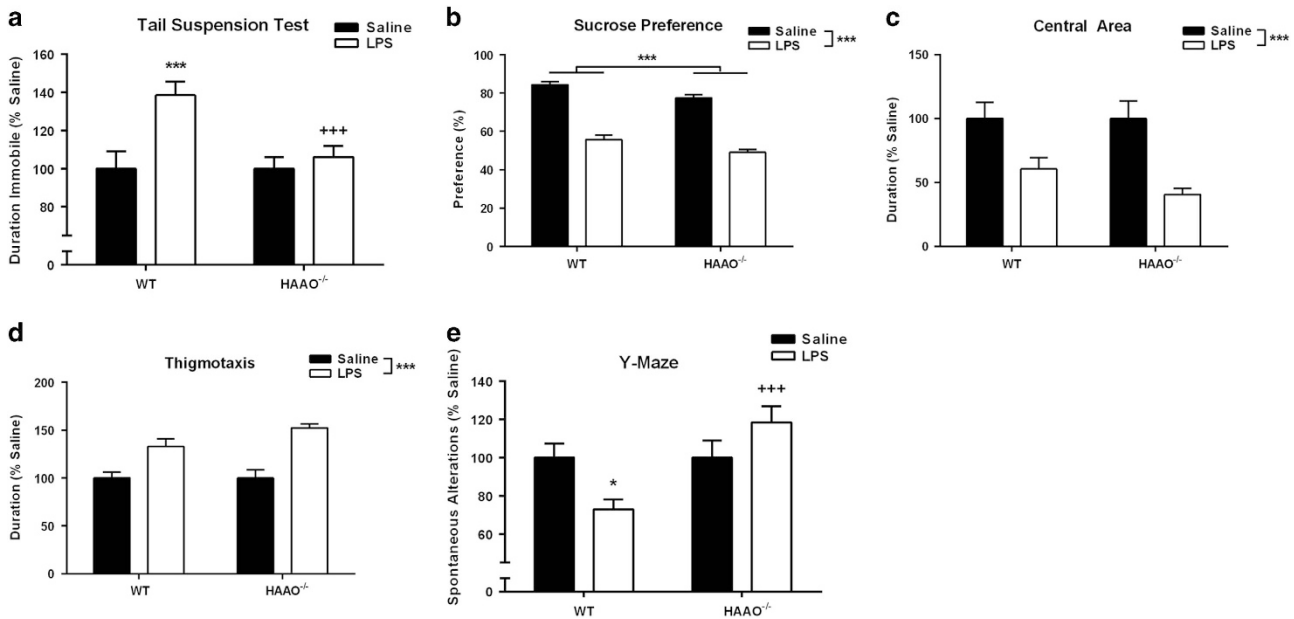 a
Tail Suspension Test
Saline
LPS
Duration Immobile (% Saline)
160
140
120
100
80
0
***
+++
WT
HAAO-/-
b
Sucrose Preference
Saline
LPS
***
***
Preference (%)
100
80
60
40
20
0
WT
HAAO-/-
c
Central Area
Saline
LPS
***
Duration (% Saline)
150
100
50
0
WT
HAAO-/-
d
Thigmotaxis
Saline
LPS
***
Duration (% Saline)
200
150
100
50
0
WT
HAAO-/-
e
Y-Maze
Saline
LPS
Spontaneous Alterations (% Saline)
140
120
100
80
60
0
*
+++
WT
HAAO-/-